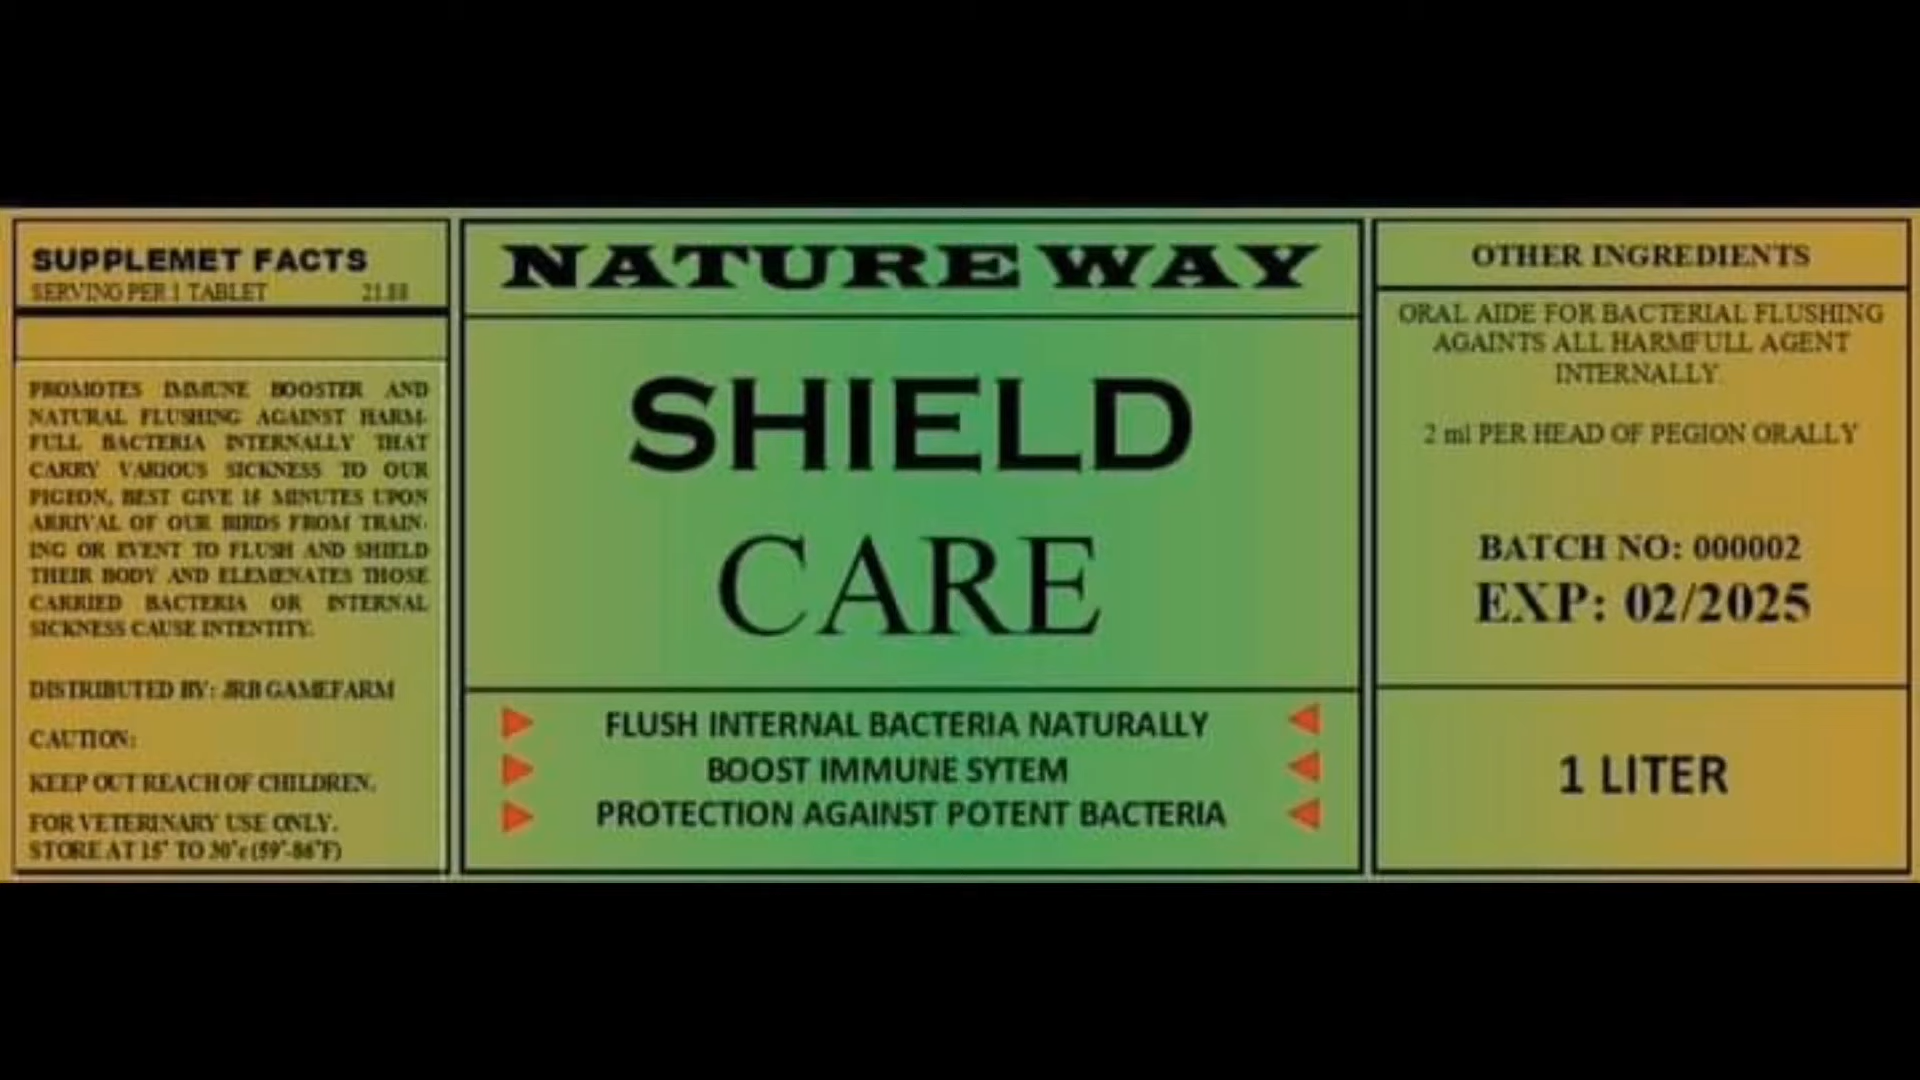 SUPPLEMET FACTS
SERVING PER 1 TABLET 21.88
PROMOTES IMMUNE BOOSTER AND
NATURAL FLUSHING AGAINST HARM-
FULL BACTERIA INTERNALLY THAT
CARRY VARIOUS SICKNESS TO OUR
PIGEON, BEST GIVE 15 MINUTES UPON
ARRIVAL OF OUR BIRDS FROM TRAIN-
ING OR EVENT TO FLUSH AND SHIELD
THEIR BODY AND ELEMENATES THOSE
CARRIED BACTERIA OR INTERNAL
SICKNESS CAUSE INTENTITY.
DISTRIBUTED BY: JRB GAMEFARM
CAUTION:
KEEP OUT REACH OF CHILDREN.
FOR VETERINARY USE ONLY.
STORE AT 15° TO 30°c (59°-86°F)
NATURE WAY
SHIELD
CARE
FLUSH INTERNAL BACTERIA NATURALLY
BOOST IMMUNE SYTEM
PROTECTION AGAINST POTENT BACTERIA
OTHER INGREDIENTS
ORAL AIDE FOR BACTERIAL FLUSHING
AGAINTS ALL HARMFULL AGENT
INTERNALLY.
2 ml PER HEAD OF PEGION ORALLY
BATCH NO: 000002
EXP: 02/2025
1 LITER